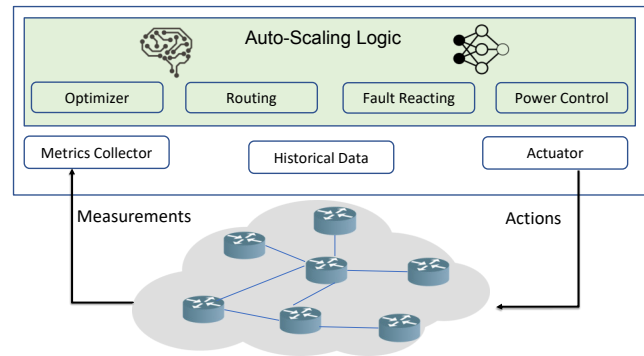 Auto-Scaling Logic
Optimizer
Routing
Fault Reacting
Power Control
Metrics Collector
Historical Data
Actuator
Measurements
Actions